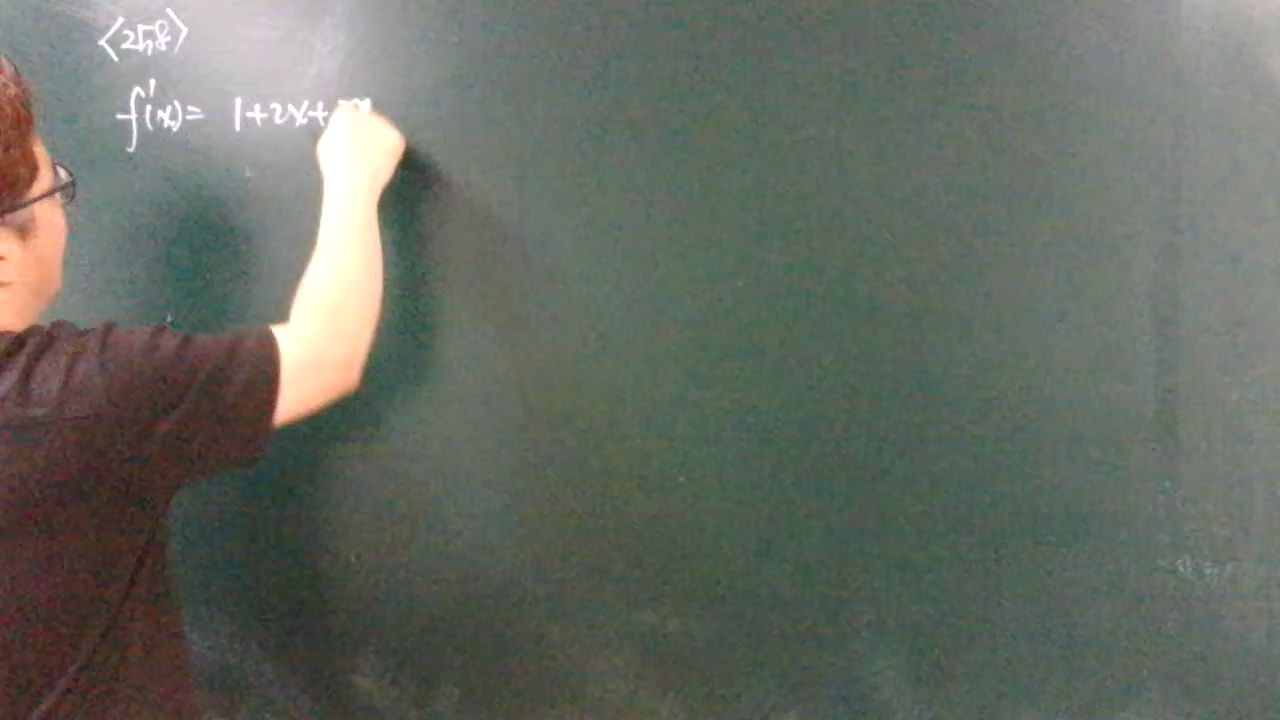 <258>
f'(x)= 1+2x+